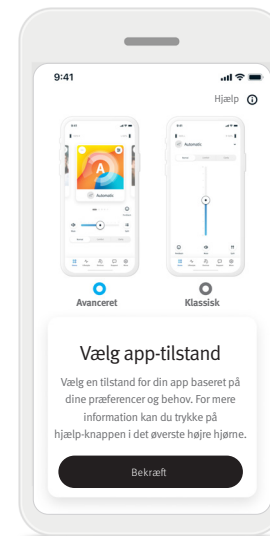 9:41
Hjælp
A
Automatic
Automatic
Avanceret
Klassisk
Vælg app-tilstand
Vælg en tilstand for din app baseret på
dine præferencer og behov. For mere
information kan du trykke på
hjælp-knappen i det øverste højre hjørne.
Bekræft